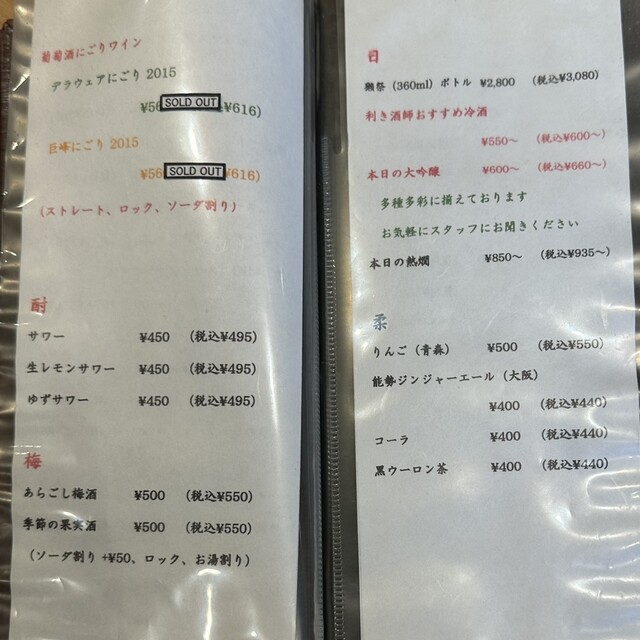 葡萄酒にごりワイン
デラウェアにごり 2015
¥56 SOLD OUT ¥616)
巨峰にごり 2015
¥56 SOLD OUT ¥616)
(ストレート、ロック、ソーダ割り)
酎
サワー ¥450 (税込¥495)
生レモンサワー ¥450 (税込¥495)
ゆずサワー ¥450 (税込¥495)
梅
あらごし梅酒 ¥500 (税込¥550)
季節の果実酒 ¥500 (税込¥550)
(ソーダ割り +¥50、ロック、お湯割り)
日
獺祭 (360ml) ボトル ¥2,800 (税込¥3,080)
利き酒師おすすめ冷酒
¥550～ (税込¥600～)
本日の大吟醸 ¥600～ (税込¥660～)
多種多彩に揃えております
お気軽にスタッフにお聞きください
本日の熱燗 ¥850～ (税込¥935～)
柔
りんご (青森) ¥500 (税込¥550)
能勢ジンジャーエール (大阪)
¥400 (税込¥440)
コーラ ¥400 (税込¥440)
黒ウーロン茶 ¥400 (税込¥440)